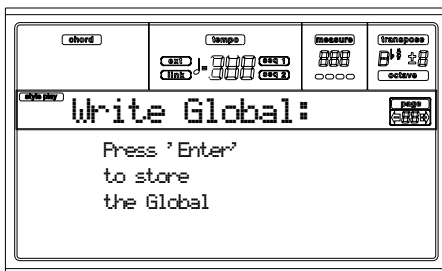 chord tempo measure transpose
ext seq 1
link seq 2
octave
style play
Write Global:
page
Press 'Enter'
to store
the Global